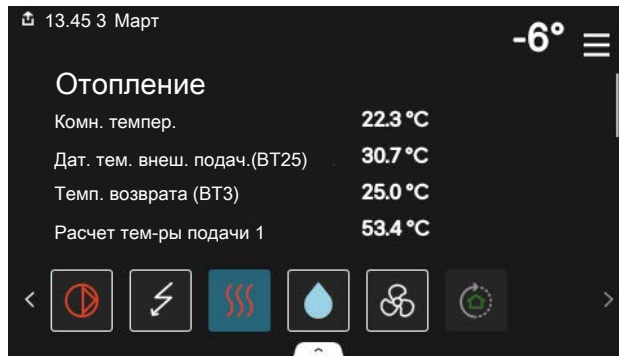 13.45 3 Март
-6°
Отопление
Комн. темпер. 22.3 °C
Дат. тем. внеш. подач.(BT25) 30.7 °C
Темп. возврата (BT3) 25.0 °C
Расчет тем-ры подачи 1 53.4 °C